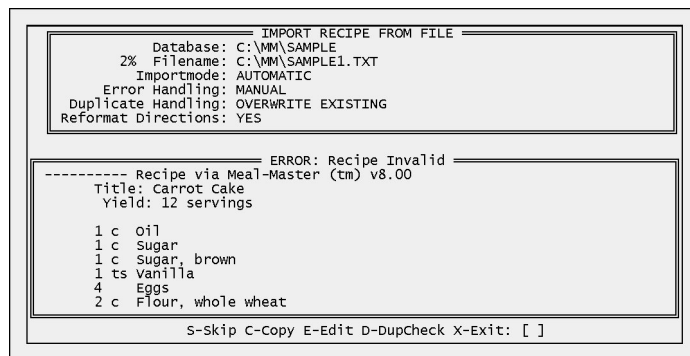 IMPORT RECIPE FROM FILE
Database: C:\MM\SAMPLE
2% Filename: C:\MM\SAMPLE1.TXT
Importmode: AUTOMATIC
Error Handling: MANUAL
Duplicate Handling: OVERWRITE EXISTING
Reformat Directions: YES
ERROR: Recipe Invalid
---------- Recipe via Meal-Master (tm) v8.00
Title: Carrot Cake
Yield: 12 servings
1 c Oil
1 c Sugar
1 c Sugar, brown
1 ts Vanilla
4 Eggs
2 c Flour, whole wheat
S-Skip C-Copy E-Edit D-DupCheck X-Exit: [ ]